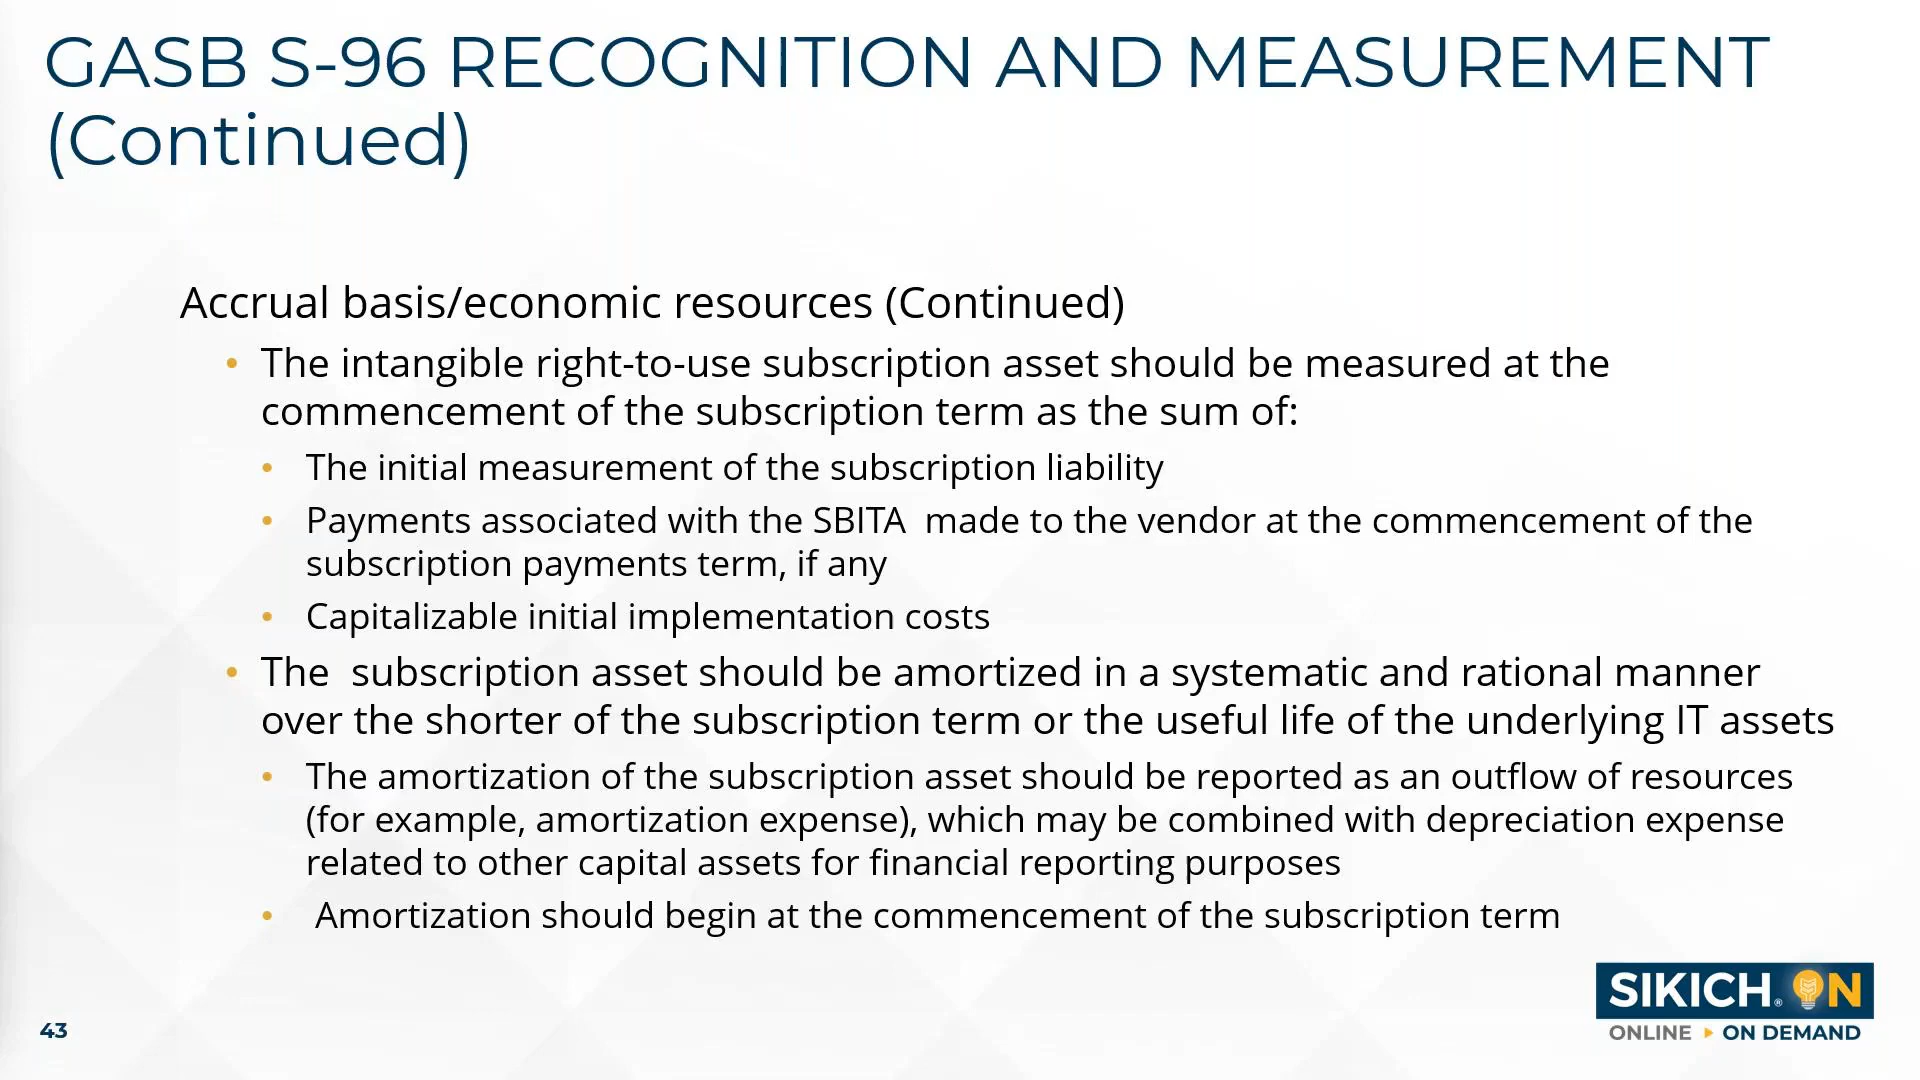 GASB S-96 RECOGNITION AND MEASUREMENT
(Continued)
Accrual basis/economic resources (Continued)
• The intangible right-to-use subscription asset should be measured at the
commencement of the subscription term as the sum of:
• The initial measurement of the subscription liability
• Payments associated with the SBITA  made to the vendor at the commencement of the
subscription payments term, if any
• Capitalizable initial implementation costs
• The  subscription asset should be amortized in a systematic and rational manner
over the shorter of the subscription term or the useful life of the underlying IT assets
• The amortization of the subscription asset should be reported as an outflow of resources
(for example, amortization expense), which may be combined with depreciation expense
related to other capital assets for financial reporting purposes
• Amortization should begin at the commencement of the subscription term
SIKICH® ON
ONLINE ▸ ON DEMAND
43